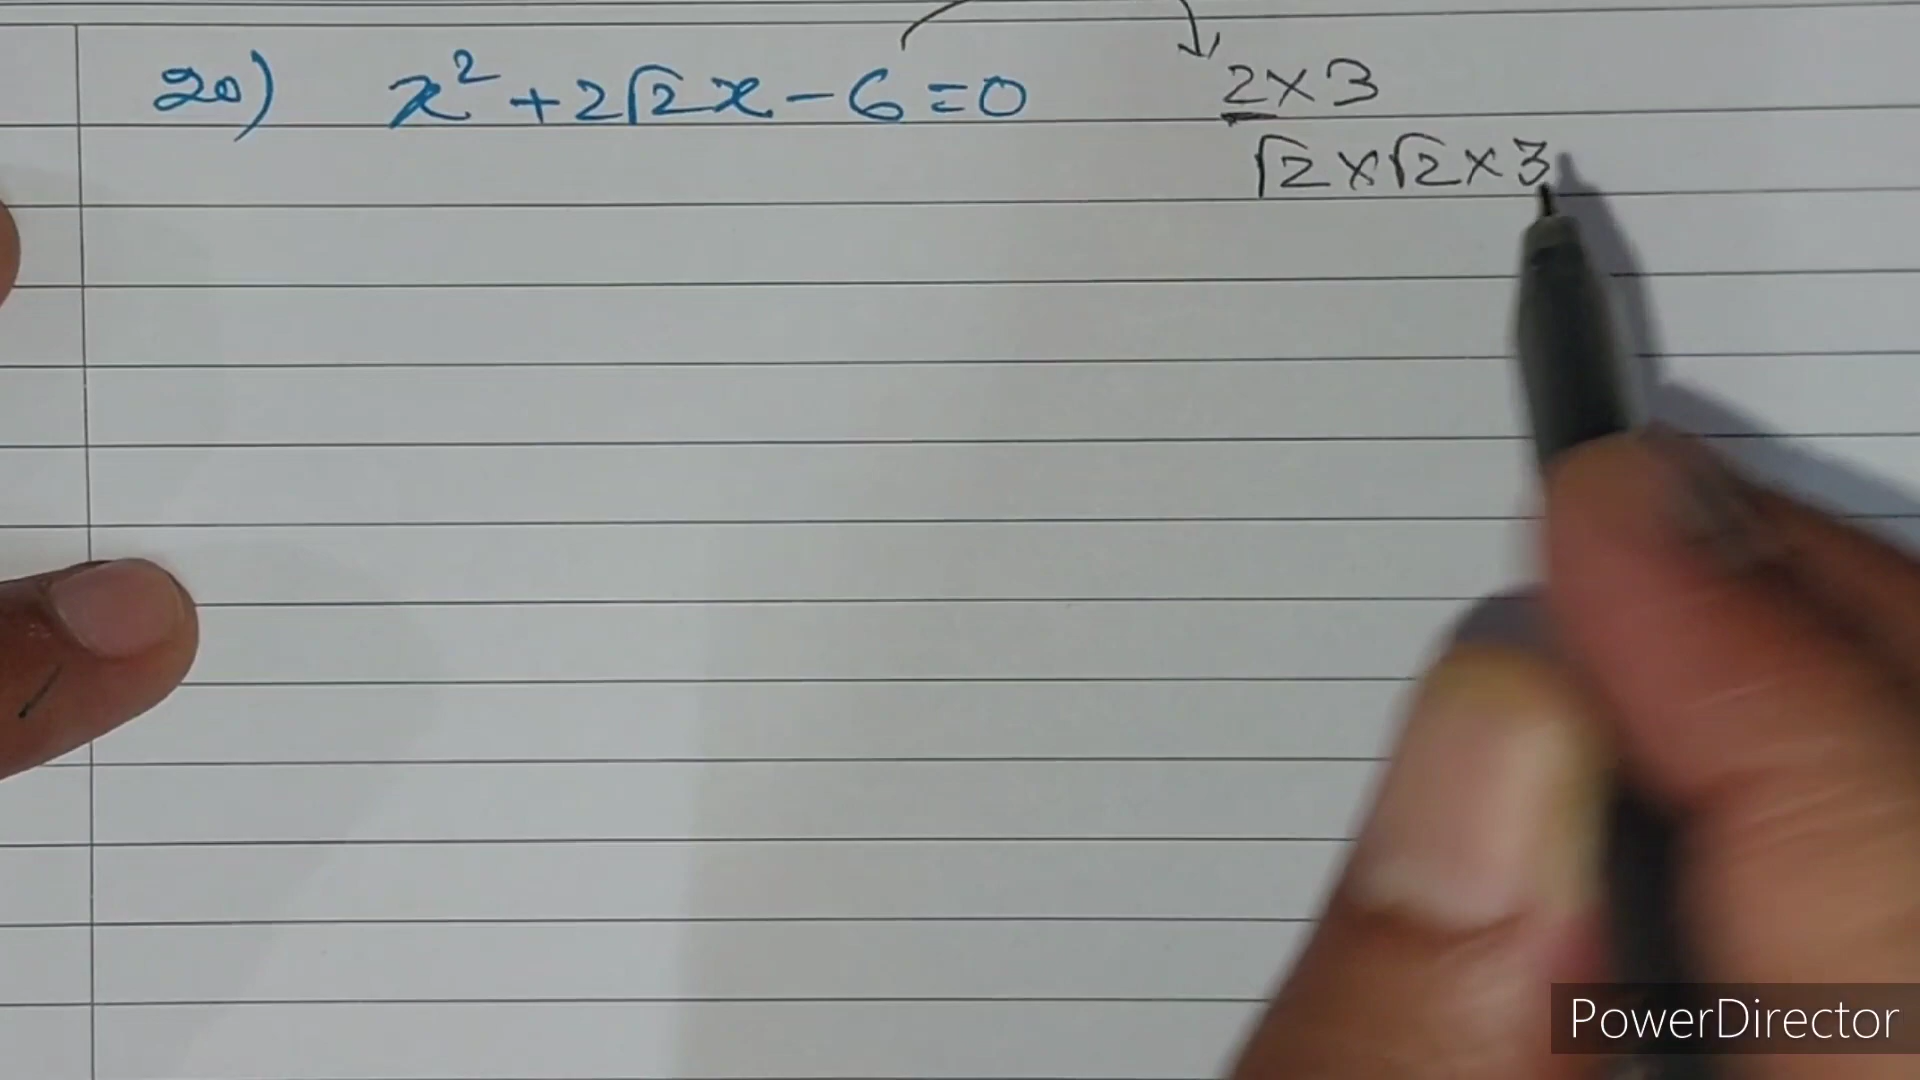 20) x² + 2√2x - 6 = 0
2 × 3
√2 × √2 × 3
PowerDirector